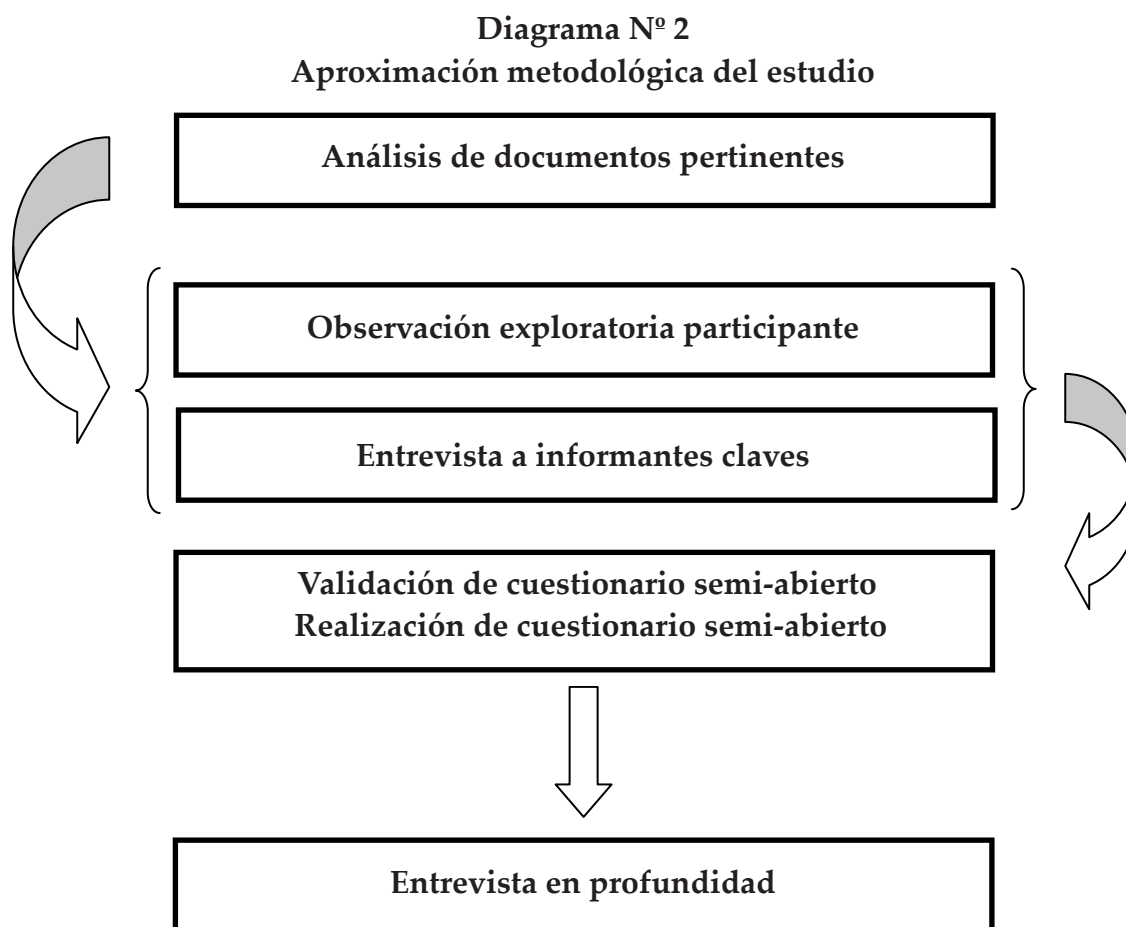 Diagrama Nº 2
Aproximación metodológica del estudio
Análisis de documentos pertinentes
Observación exploratoria participante
Entrevista a informantes claves
Validación de cuestionario semi-abierto
Realización de cuestionario semi-abierto
Entrevista en profundidad